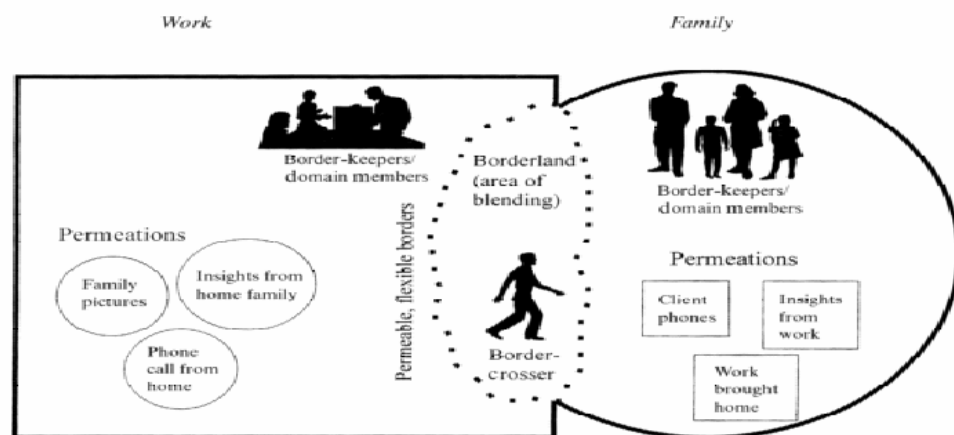 Work
Family
Border-keepers/
domain members
Borderland
(area of
blending)
Border-keepers/
domain members
Permeable, flexible borders
Permeations
Family
pictures
Insights from
home family
Phone
call from
home
Border-
crosser
Permeations
Client
phones
Insights
from
work
Work
brought
home